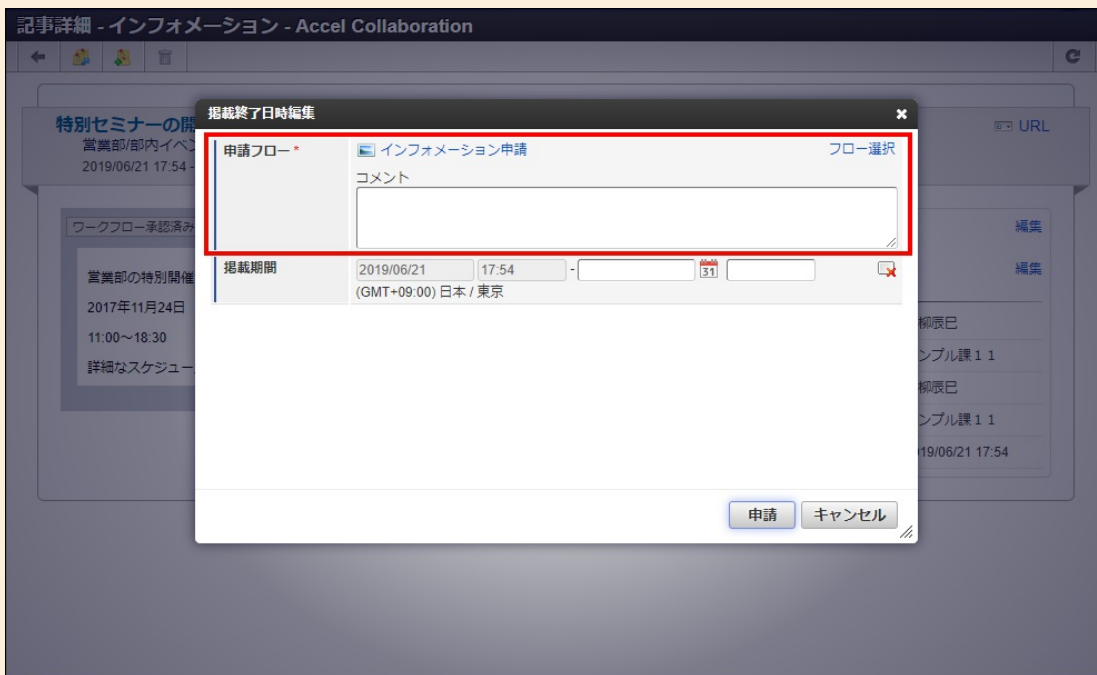 記事詳細 - インフォメーション - Accel Collaboration
特別セミナーの開
URL
営業部/部内イベン
2019/06/21 17:54 -
掲載終了日時編集
申請フロー *
インフォメーション申請
フロー選択
コメント
掲載期間
2019/06/21 17:54 -
31
(GMT+09:00) 日本 / 東京
申請 キャンセル
ワークフロー承認済み
営業部の特別開催
2017年11月24日
11:00～18:30
詳細なスケジュー
編集
編集
柳辰巳
ンプル課11
柳辰巳
ンプル課11
19/06/21 17:54